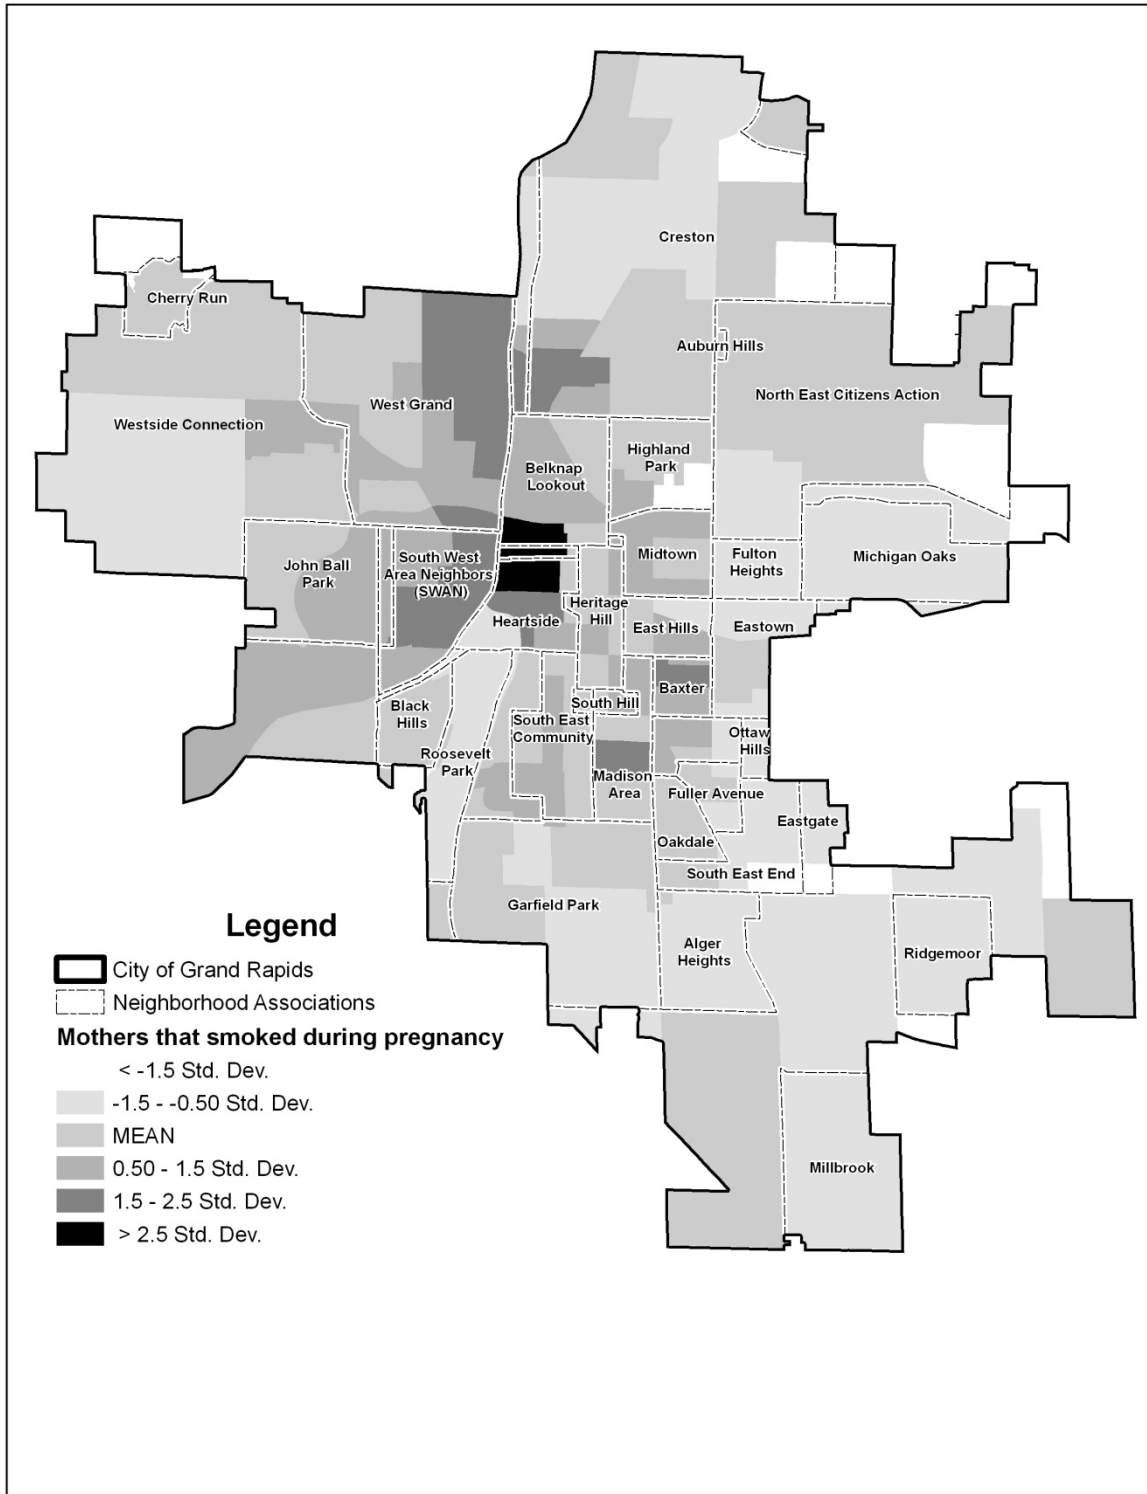 Creston
Cherry Run
Auburn Hills
West Grand
North East Citizens Action
Westside Connection
Highland
Park
Belknap
Lookout
John Ball
Park
South West
Area Neighbors
(SWAN)
Midtown
Fulton
Heights
Michigan Oaks
Heritage
Hill
Heartside
East Hills
Eastown
Baxter
South Hill
Black
Hills
South East
Community
Ottaw
Hills
Roosevelt
Park
Madison
Area
Fuller Avenue
Eastgate
Oakdale
South East End
Garfield Park
Alger
Heights
Ridgemoor
Millbrook
Legend
City of Grand Rapids
Neighborhood Associations
Mothers that smoked during pregnancy
< -1.5 Std. Dev.
-1.5 - -0.50 Std. Dev.
MEAN
0.50 - 1.5 Std. Dev.
1.5 - 2.5 Std. Dev.
> 2.5 Std. Dev.